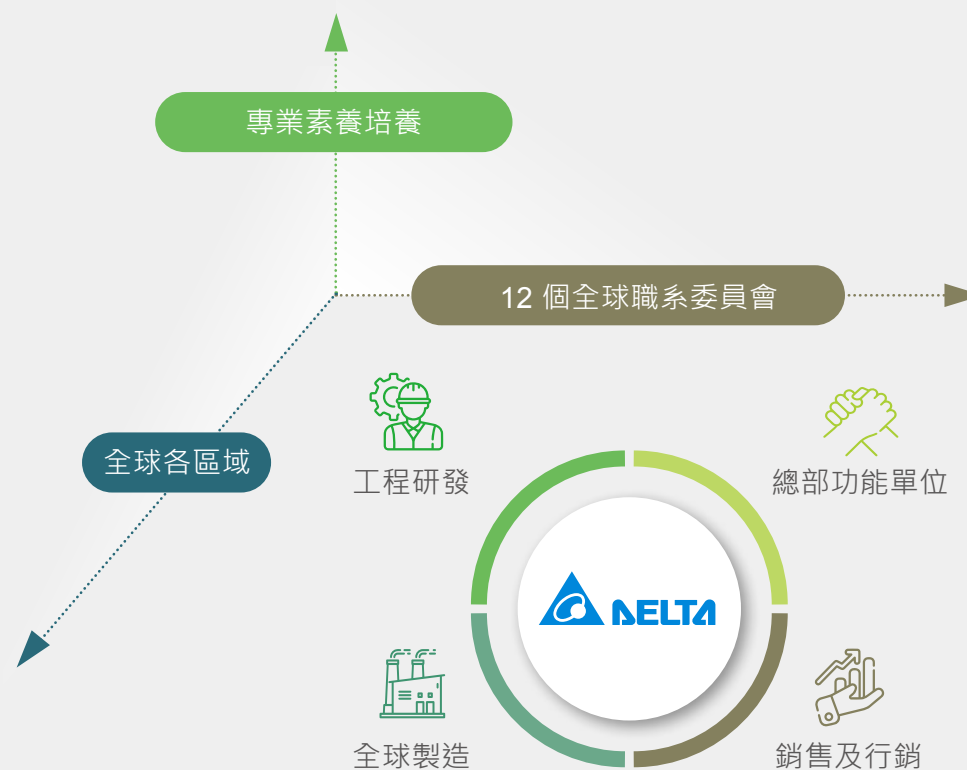 專業素養培養
12 個全球職系委員會
全球各區域
工程研發
總部功能單位
DELTA
全球製造
銷售及行銷